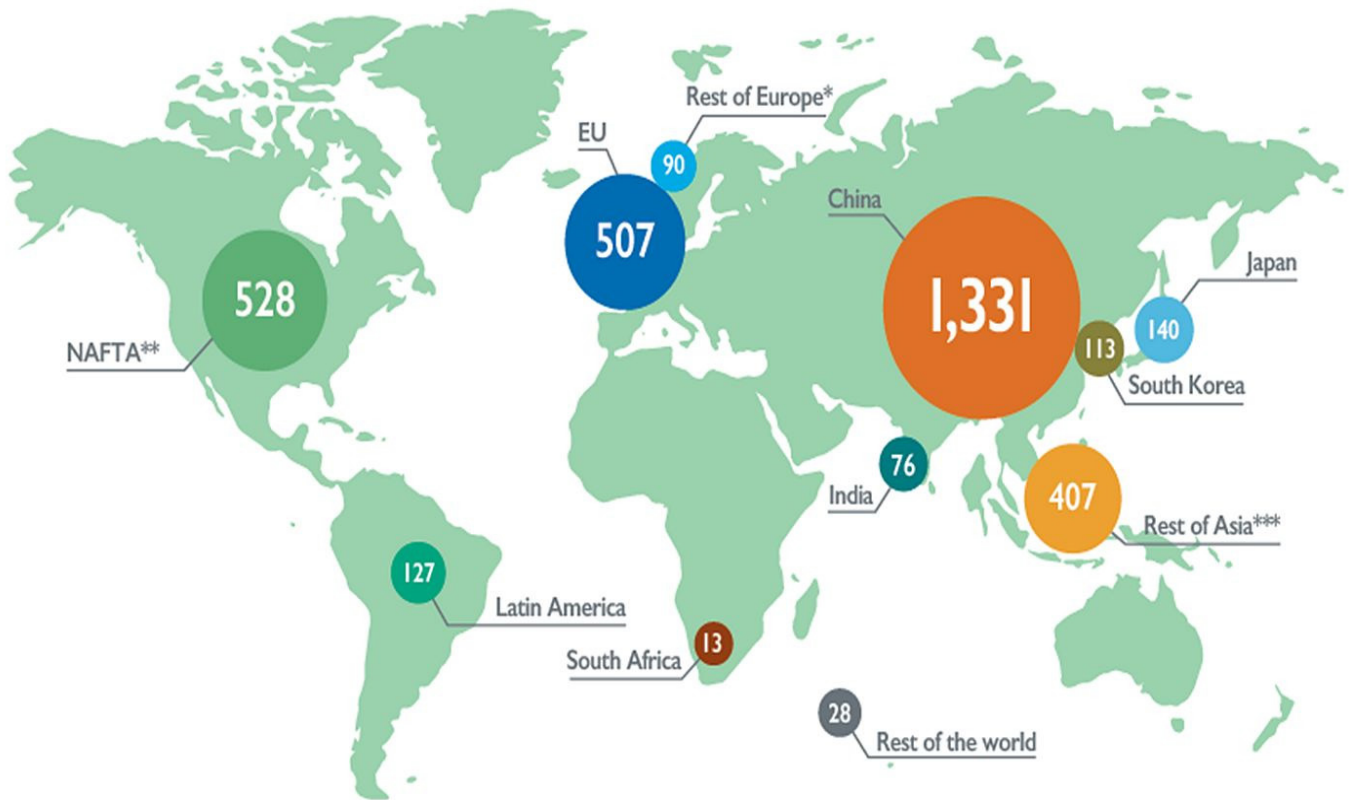 Rest of Europe*
EU
90
507
China
1,331
Japan
140
528
NAFTA**
113
South Korea
76
India
407
Rest of Asia***
127
Latin America
13
South Africa
28
Rest of the world